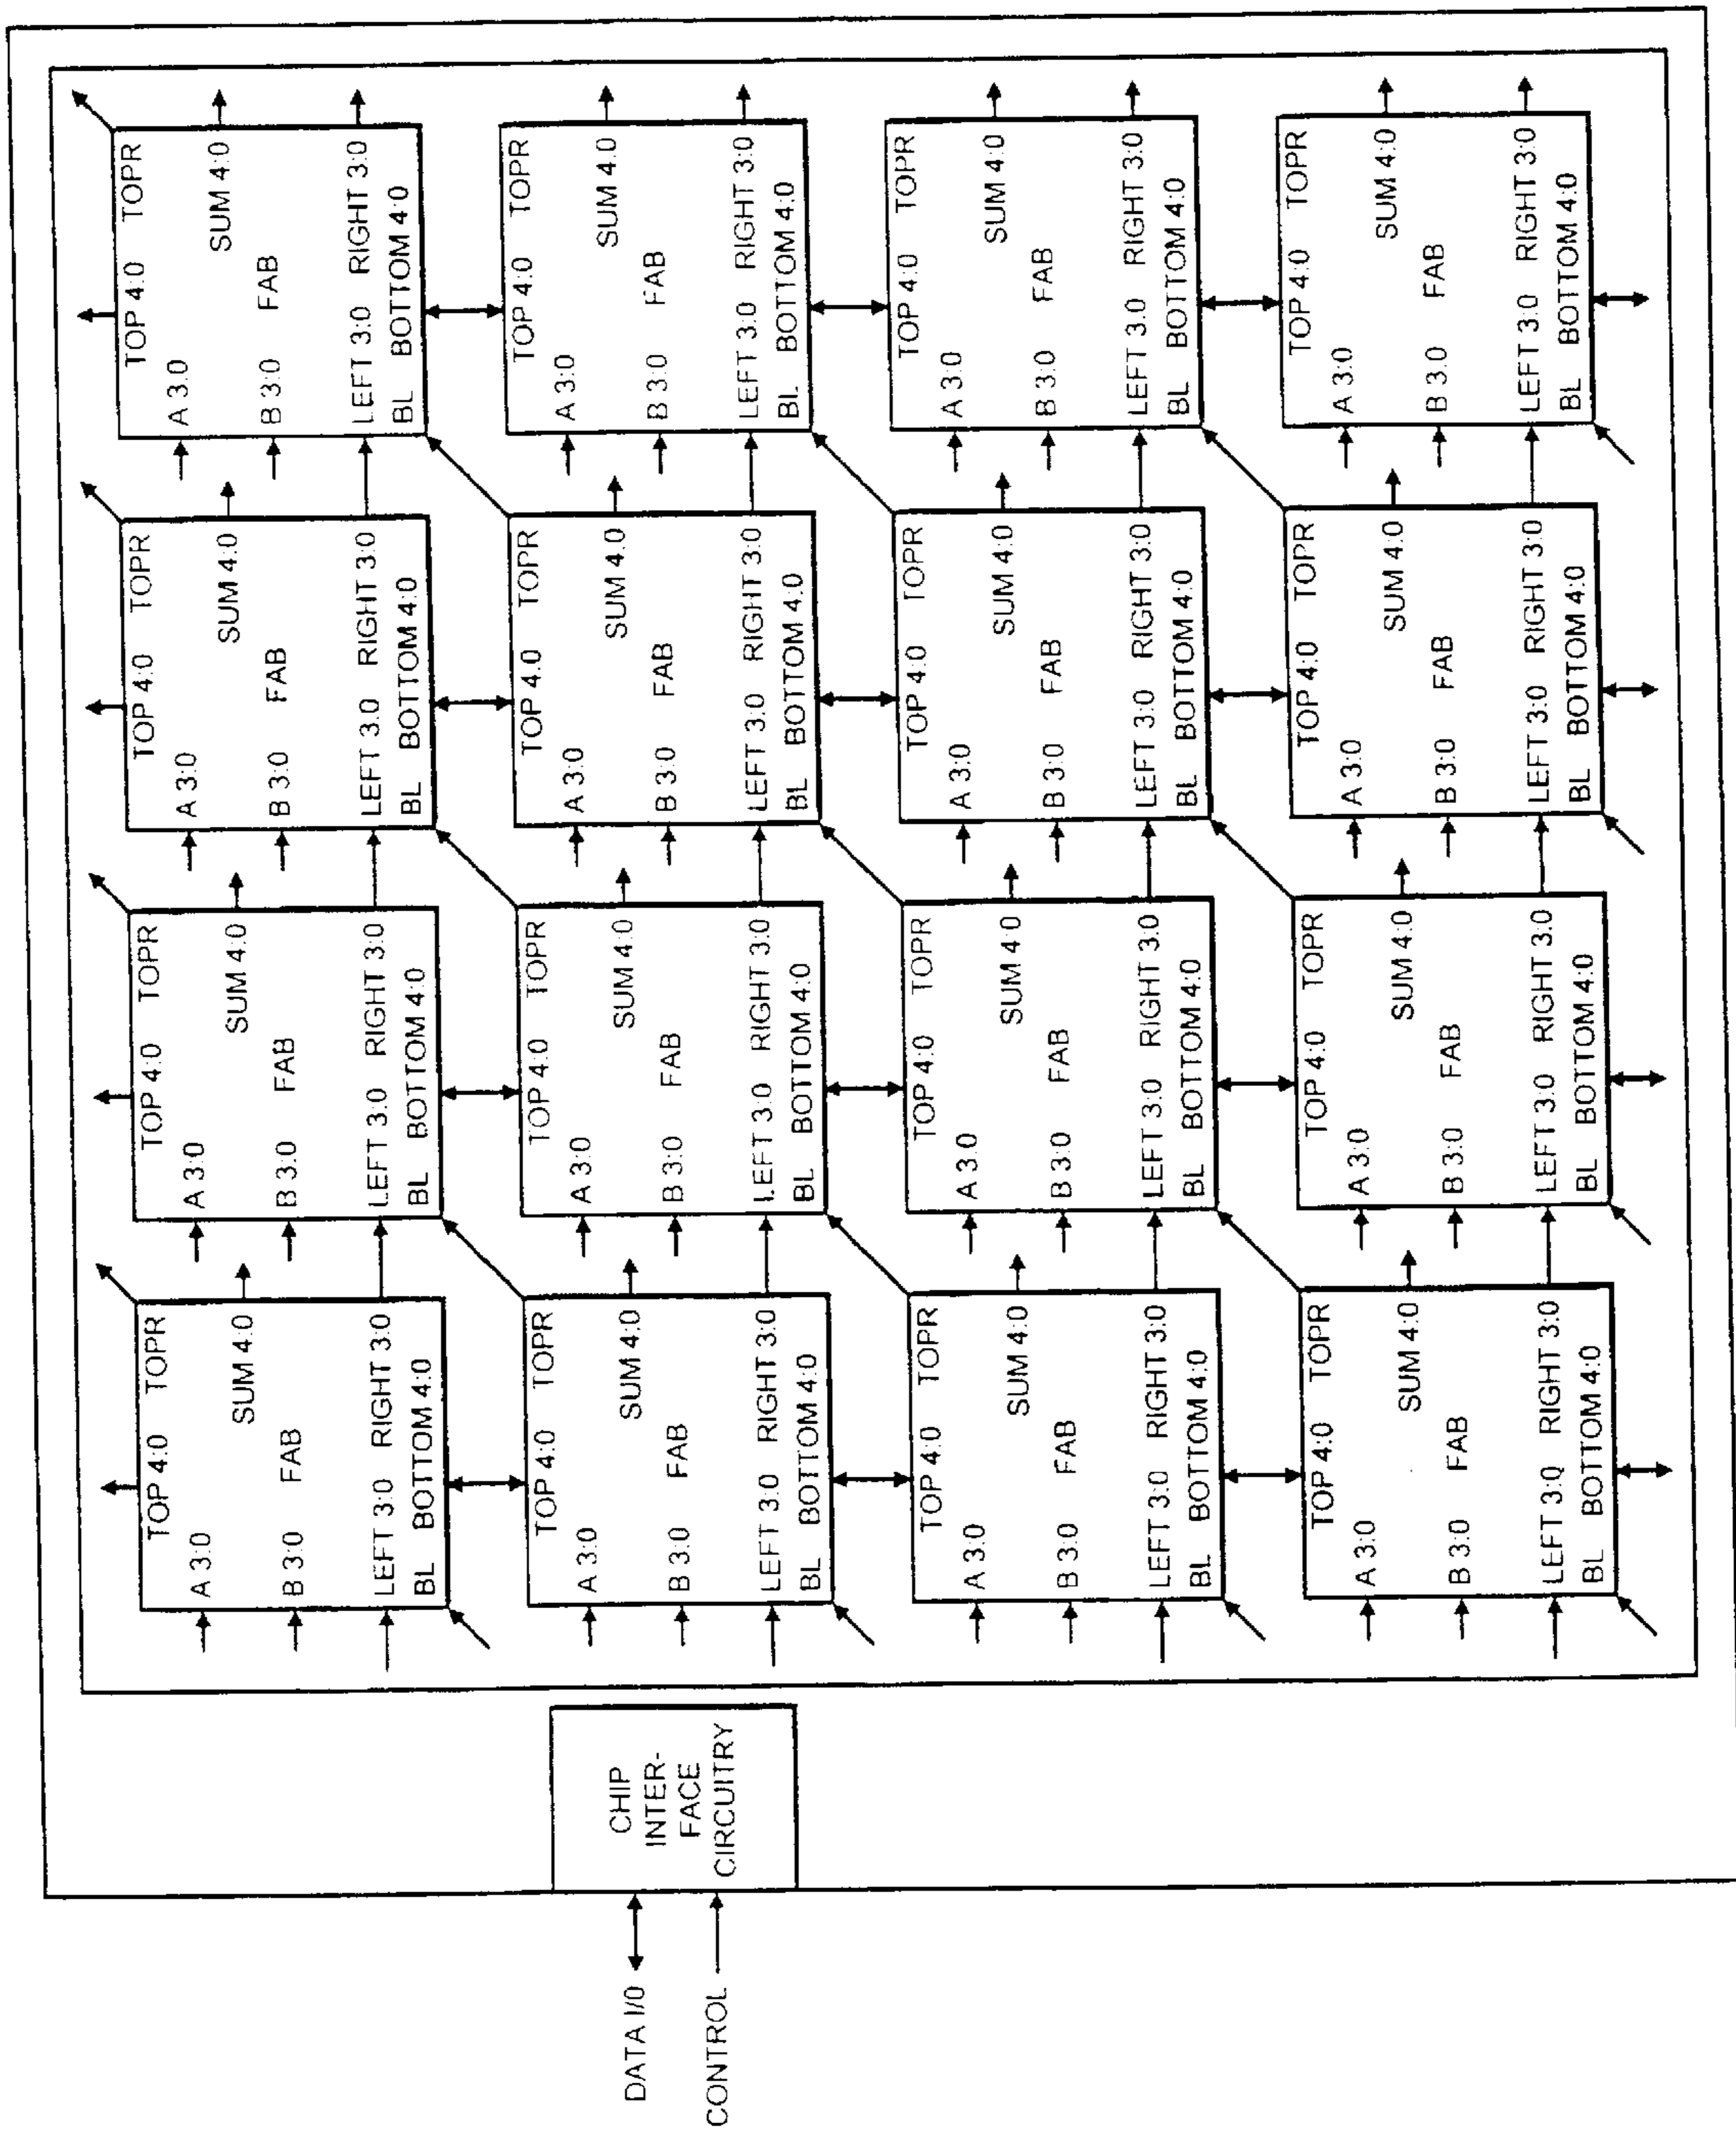 DATA I/0
CONTROL
CHIP
INTER-
FACE
CIRCUITRY
TOP 4:0 TOPR
A 3:0
SUM 4:0
B 3:0 FAB
LEFT 3:0 RIGHT 3:0
BL BOTTOM 4:0
TOP 4:0 TOPR
A 3:0
SUM 4:0
B 3:0 FAB
LEFT 3:0 RIGHT 3:0
BL BOTTOM 4:0
TOP 4:0 TOPR
A 3:0
SUM 4:0
B 3:0 FAB
LEFT 3:0 RIGHT 3:0
BL BOTTOM 4:0
TOP 4:0 TOPR
A 3:0
SUM 4:0
B 3:0 FAB
LEFT 3:0 RIGHT 3:0
BL BOTTOM 4:0
TOP 4:0 TOPR
A 3:0
SUM 4:0
B 3:0 FAB
LEFT 3:0 RIGHT 3:0
BL BOTTOM 4:0
TOP 4:0 TOPR
A 3:0
SUM 4:0
B 3:0 FAB
LEFT 3:0 RIGHT 3:0
BL BOTTOM 4:0
TOP 4:0 TOPR
A 3:0
SUM 4:0
B 3:0 FAB
LEFT 3:0 RIGHT 3:0
BL BOTTOM 4:0
TOP 4:0 TOPR
A 3:0
SUM 4:0
B 3:0 FAB
LEFT 3:0 RIGHT 3:0
BL BOTTOM 4:0
TOP 4:0 TOPR
A 3:0
SUM 4:0
B 3:0 FAB
LEFT 3:0 RIGHT 3:0
BL BOTTOM 4:0
TOP 4:0 TOPR
A 3:0
SUM 4:0
B 3:0 FAB
LEFT 3:0 RIGHT 3:0
BL BOTTOM 4:0
TOP 4:0 TOPR
A 3:0
SUM 4:0
B 3:0 FAB
LEFT 3:0 RIGHT 3:0
BL BOTTOM 4:0
TOP 4:0 TOPR
A 3:0
SUM 4:0
B 3:0 FAB
LEFT 3:0 RIGHT 3:0
BL BOTTOM 4:0
TOP 4:0 TOPR
A 3:0
SUM 4:0
B 3:0 FAB
LEFT 3:0 RIGHT 3:0
BL BOTTOM 4:0
TOP 4:0 TOPR
A 3:0
SUM 4:0
B 3:0 FAB
LEFT 3:0 RIGHT 3:0
BL BOTTOM 4:0
TOP 4:0 TOPR
A 3:0
SUM 4:0
B 3:0 FAB
LEFT 3:0 RIGHT 3:0
BL BOTTOM 4:0
TOP 4:0 TOPR
A 3:0
SUM 4:0
B 3:0 FAB
LEFT 3:0 RIGHT 3:0
BL BOTTOM 4:0